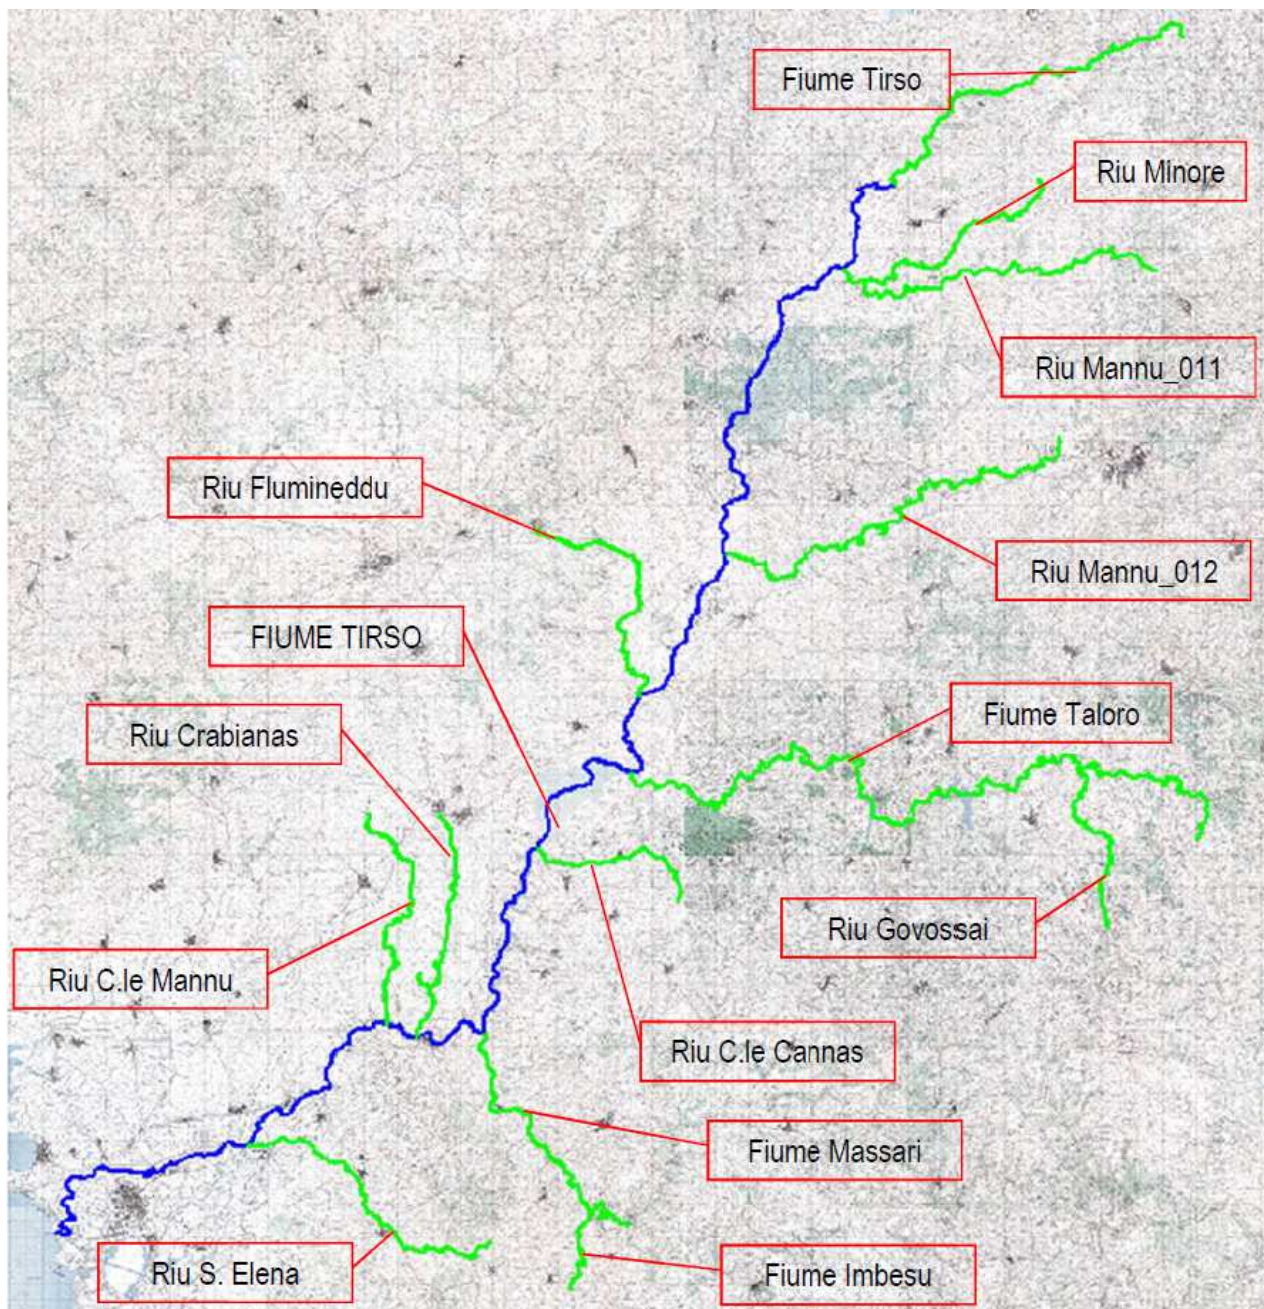 Fiume Tirso
Riu MInore
Riu Mannu_011
Riu Flumineddu
Riu Mannu_012
FIUME TIRSO
Fiume Taloro
Riu Crabianas
Riu Govossai
Riu C.le Mannu
Riu C.le Cannas
Fiume Massari
Riu S. Elena
Fiume Imbesu